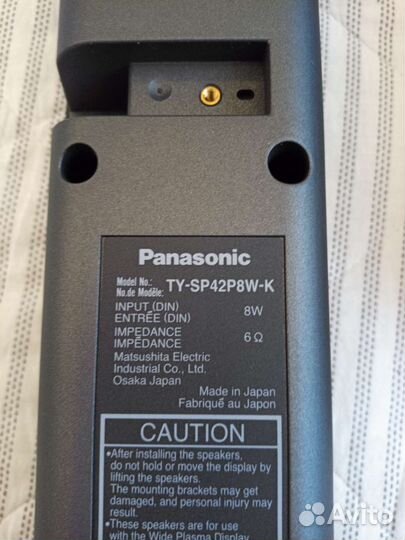 Panasonic
Model No.: TY-SP42P8W-K
No.de Modèle:
INPUT (DIN) 8W
ENTRÉE (DIN)
IMPEDANCE 6 Ω
IMPÉDANCE
Matsushita Electric
Industrial Co., Ltd.
Osaka Japan
Made in Japan
Fabriqué au Japon
CAUTION
•After installing the speakers,
do not hold or move the display by
lifting the speakers.
The mounting brackets may get
damaged, and personal injury may
result.
•These speakers are for use
with the Wide Plasma Display
Avito